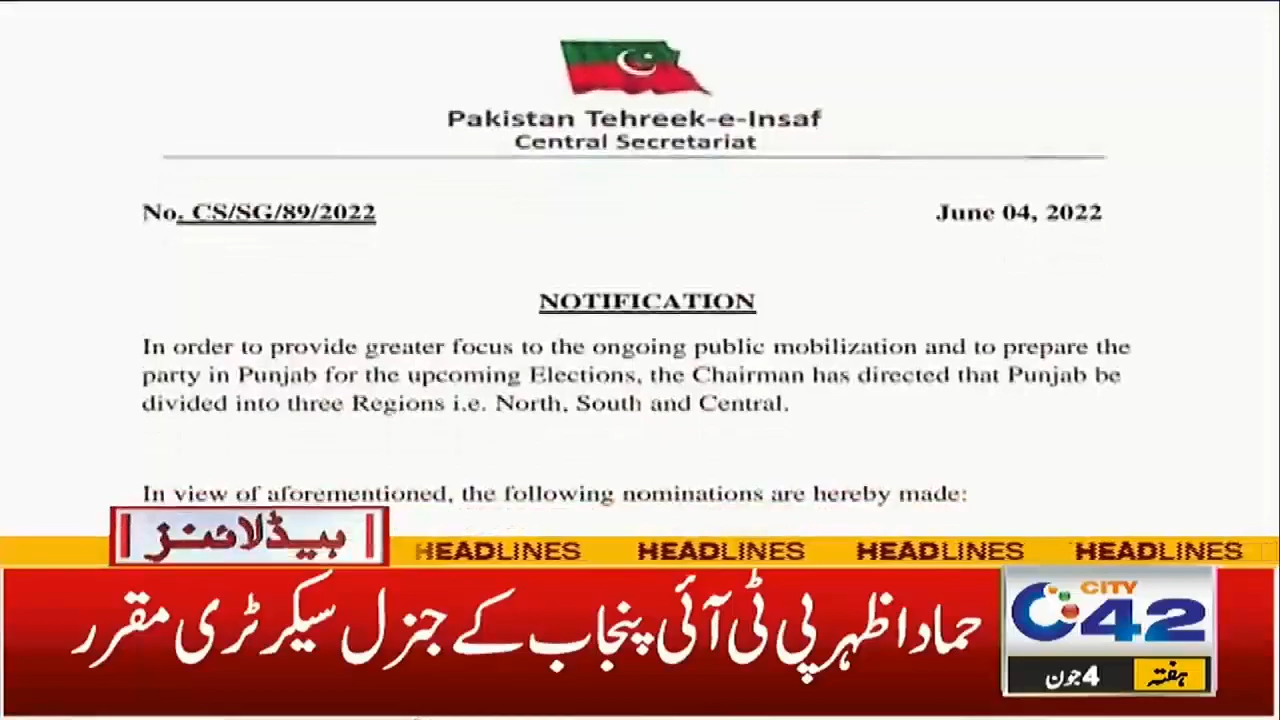 Pakistan Tehreek-e-Insaf
Central Secretariat
No. CS/SG/89/2022
June 04, 2022
NOTIFICATION
In order to provide greater focus to the ongoing public mobilization and to prepare the
party in Punjab for the upcoming Elections, the Chairman has directed that Punjab be
divided into three Regions i.e. North, South and Central.
In view of aforementioned, the following nominations are hereby made:
ہیڈلائنز
HEADLINES HEADLINES HEADLINES HEADLINES
حماد اظہر پی ٹی آئی پنجاب کے جنرل سیکرٹری مقرر
CITY
42
ہفتہ
4 جون